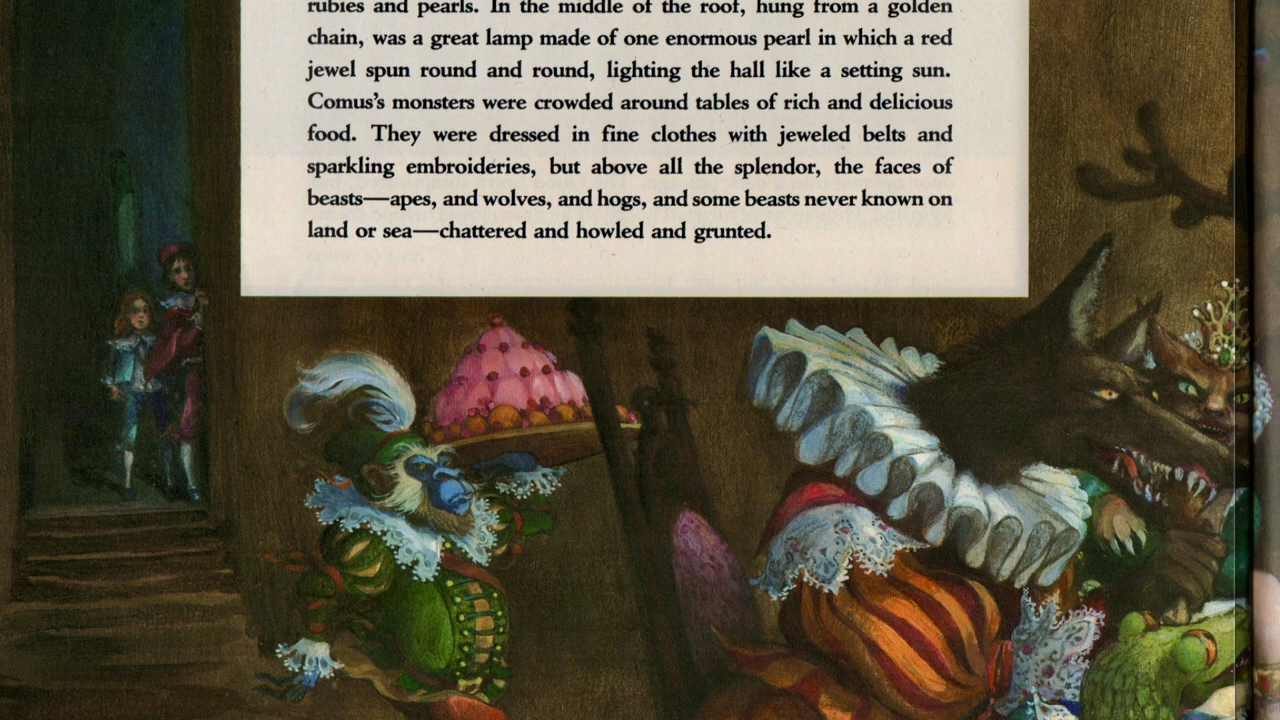 rubies and pearls. In the middle of the roof, hung from a golden
chain, was a great lamp made of one enormous pearl in which a red
jewel spun round and round, lighting the hall like a setting sun.
Comus's monsters were crowded around tables of rich and delicious
food. They were dressed in fine clothes with jeweled belts and
sparkling embroideries, but above all the splendor, the faces of
beasts—apes, and wolves, and hogs, and some beasts never known on
land or sea—chattered and howled and grunted.